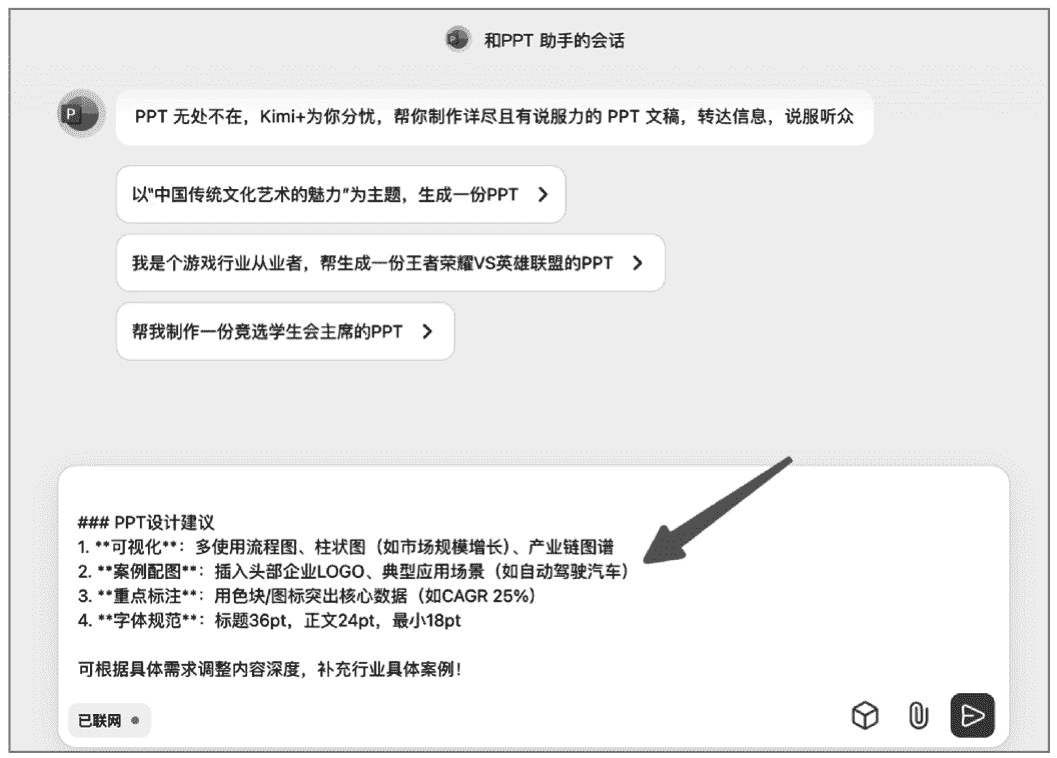 和PPT 助手的会话
PPT 无处不在，Kimi+为你分忧，帮你制作详尽且有说服力的 PPT 文稿，转达信息，说服听众
以“中国传统文化艺术的魅力”为主题，生成一份PPT
我是个游戏行业从业者，帮生成一份王者荣耀VS英雄联盟的PPT
帮我制作一份竞选学生会主席的PPT
### PPT设计建议
1. **可视化**：多使用流程图、柱状图（如市场规模增长）、产业链图谱
2. **案例配图**：插入头部企业LOGO、典型应用场景（如自动驾驶汽车）
3. **重点标注**：用色块/图标突出核心数据（如CAGR 25%）
4. **字体规范**：标题36pt，正文24pt，最小18pt
可根据具体需求调整内容深度，补充行业具体案例！
已联网